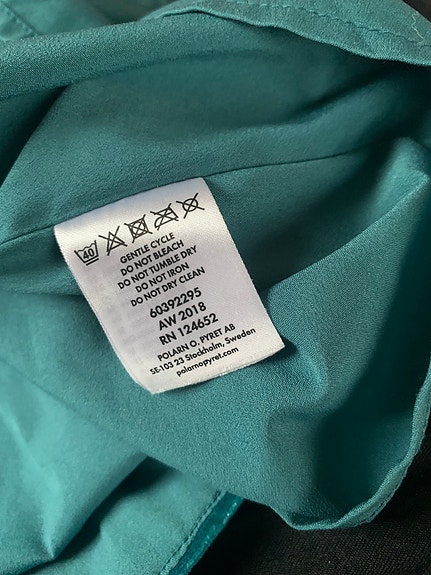 40
GENTLE CYCLE
DO NOT BLEACH
DO NOT TUMBLE DRY
DO NOT IRON
DO NOT DRY CLEAN
60392295
AW 2018
RN 124652
POLARN O. PYRET AB
SE-103 23 Stockholm, Sweden
polarnopyret.com